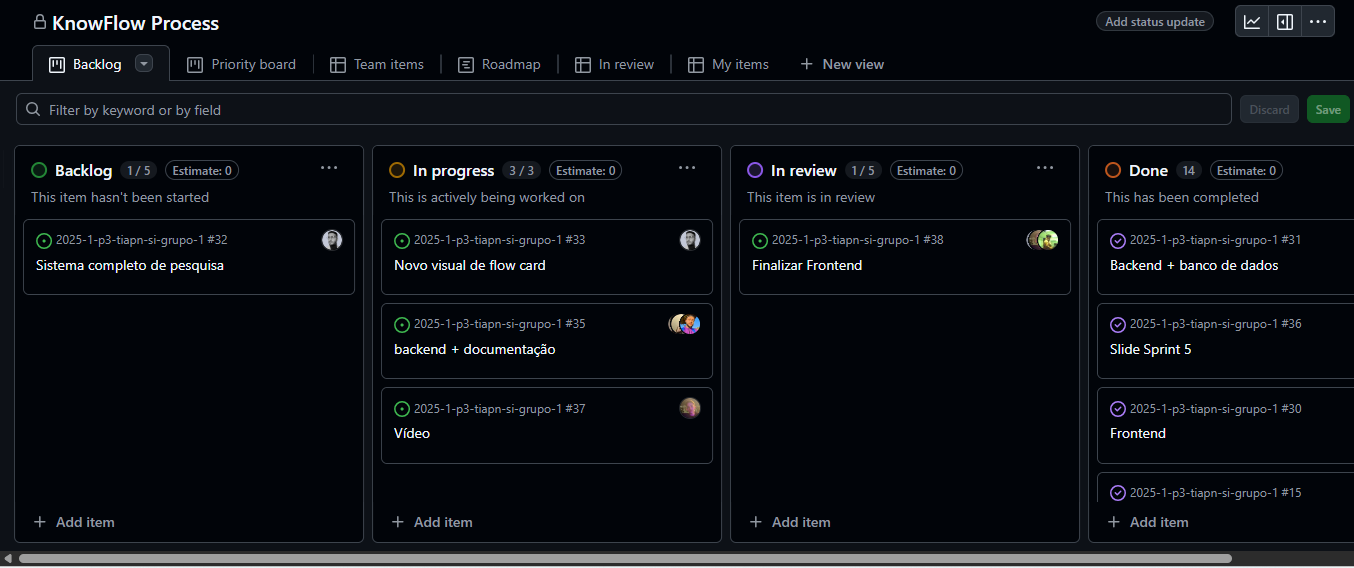 KnowFlow Process
Add status update
Backlog
Priority board
Team items
Roadmap
In review
My items
New view
Filter by keyword or by field
Discard
Save
Backlog 1 / 5 Estimate: 0
This item hasn't been started
2025-1-p3-tiapn-si-grupo-1 #32
Sistema completo de pesquisa
Add item
In progress 3 / 3 Estimate: 0
This is actively being worked on
2025-1-p3-tiapn-si-grupo-1 #33
Novo visual de flow card
2025-1-p3-tiapn-si-grupo-1 #35
backend + documentação
2025-1-p3-tiapn-si-grupo-1 #37
Vídeo
Add item
In review 1 / 5 Estimate: 0
This item is in review
2025-1-p3-tiapn-si-grupo-1 #38
Finalizar Frontend
Add item
Done 14 Estimate: 0
This has been completed
2025-1-p3-tiapn-si-grupo-1 #31
Backend + banco de dados
2025-1-p3-tiapn-si-grupo-1 #36
Slide Sprint 5
2025-1-p3-tiapn-si-grupo-1 #30
Frontend
2025-1-p3-tiapn-si-grupo-1 #15
Add item